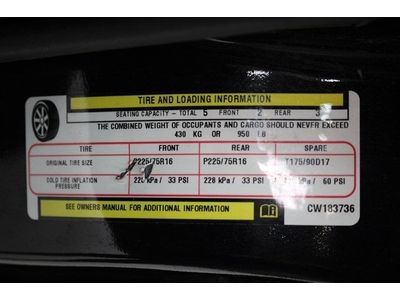 TIRE AND LOADING INFORMATION
SEATING CAPACITY - TOTAL 5 FRONT 2 REAR 3
THE COMBINED WEIGHT OF OCCUPANTS AND CARGO SHOULD NEVER EXCEED
430 KG OR 950 LB
TIRE FRONT REAR SPARE
ORIGINAL TIRE SIZE P225/75R16 P225/75R16 T175/90D17
COLD TIRE INFLATION PRESSURE 228 kPa / 33 PSI 228 kPa / 33 PSI / 60 PSI
SEE OWNERS MANUAL FOR ADDITIONAL INFORMATION CW183736